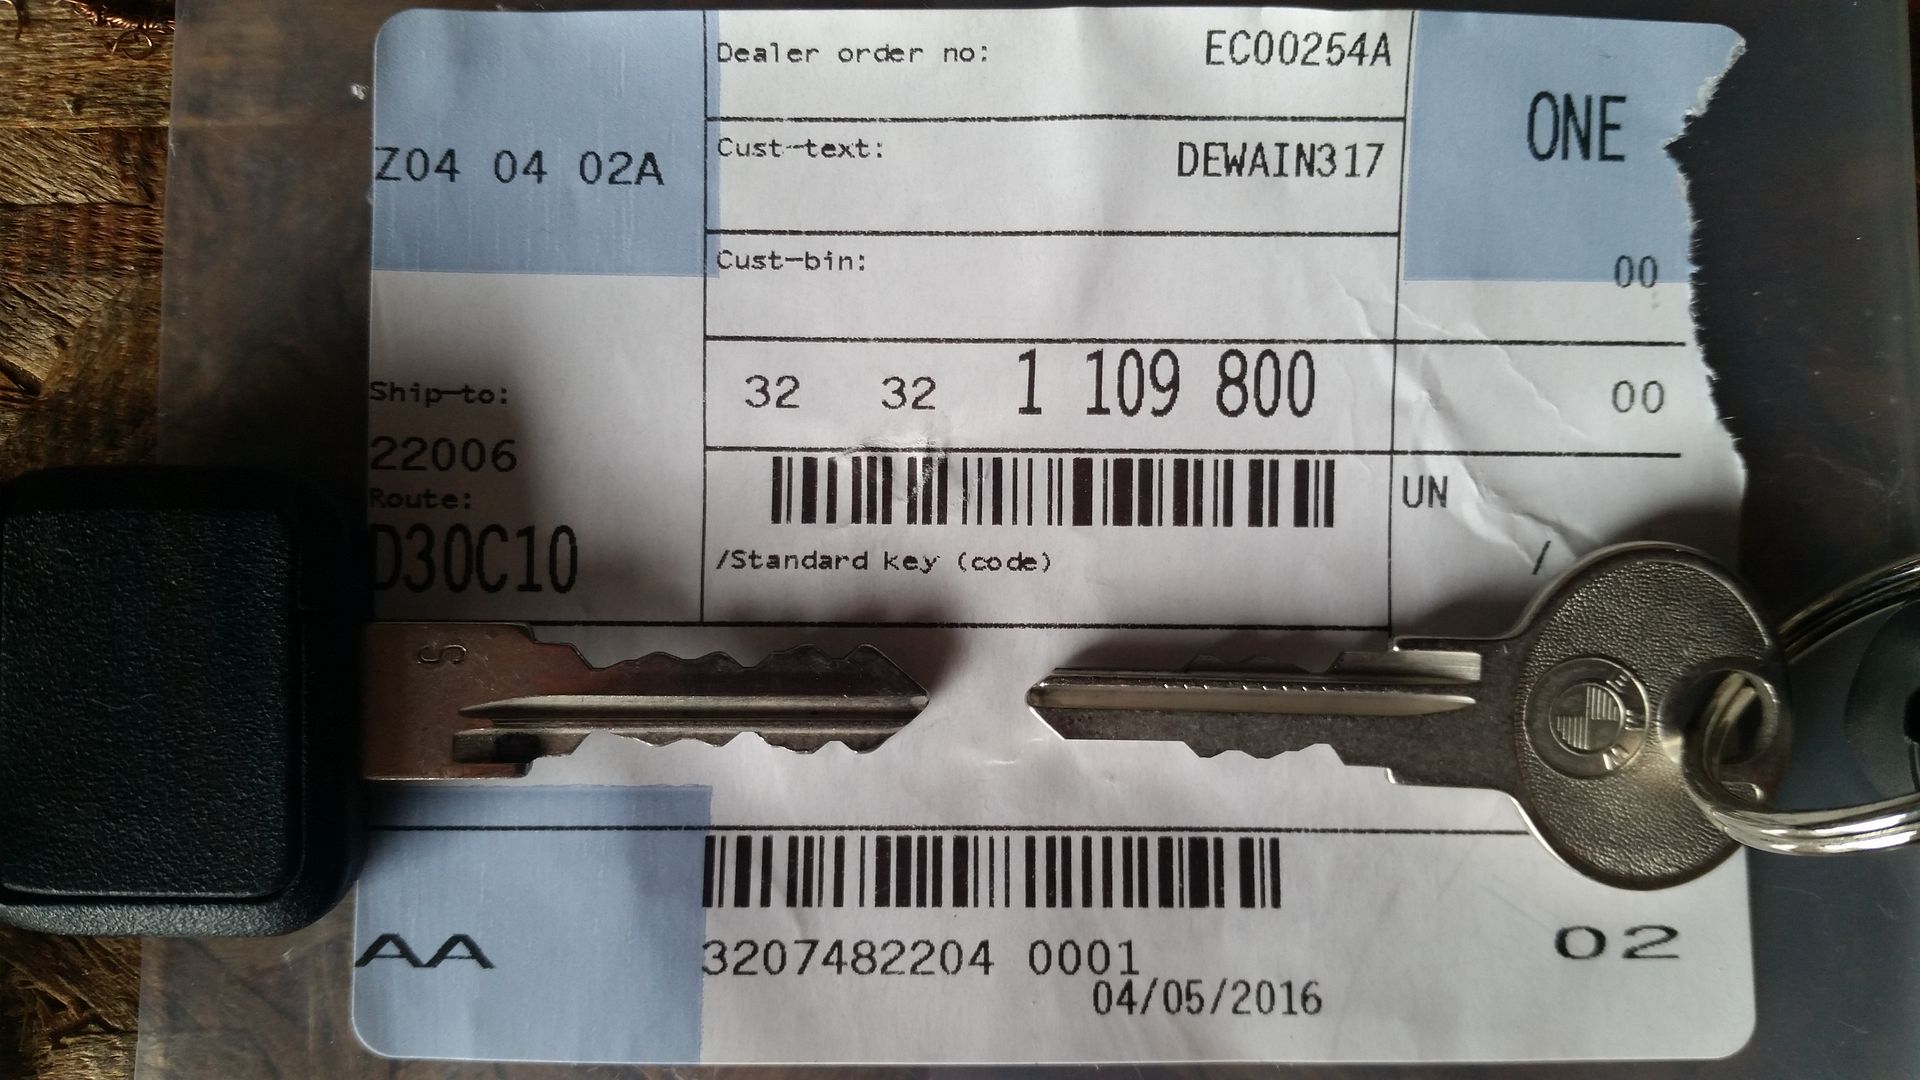 Dealer order no: EC00254A
ONE
Z04 04 02A
Cust-text: DEWAIN317
Cust-bin:
00
Ship-to:
32 32 1 109 800 00
22006
Route:
UN
D30C10
/Standard key (code) /
S
BMW
AA
3207482204 0001
02
04/05/2016